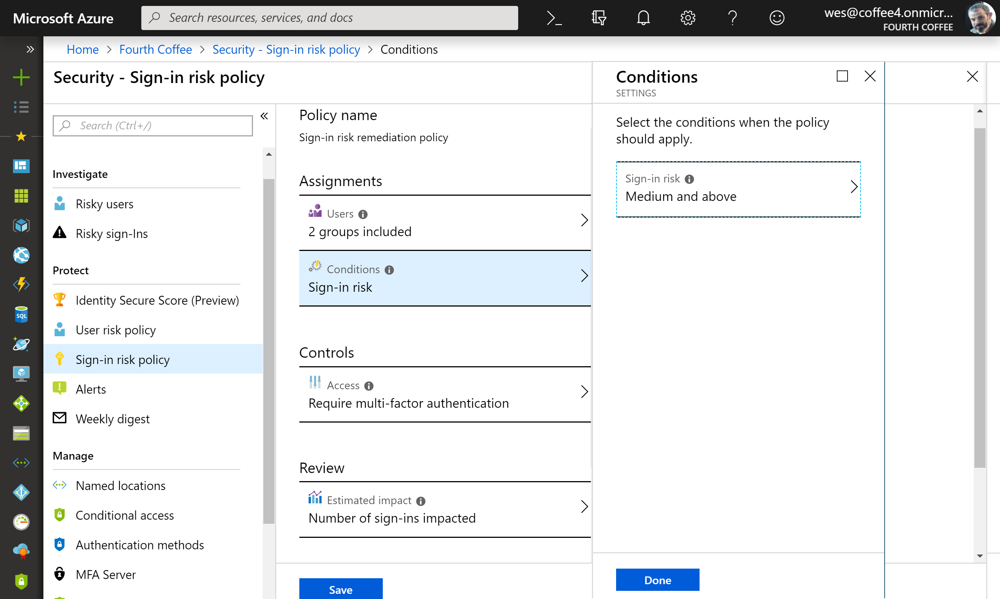 Microsoft Azure
Search resources, services, and docs
wes@coffee4.onmicr...
FOURTH COFFEE
Home > Fourth Coffee > Security - Sign-in risk policy > Conditions
Security - Sign-in risk policy
Search (Ctrl+/)
Investigate
Risky users
Risky sign-Ins
Protect
Identity Secure Score (Preview)
User risk policy
Sign-in risk policy
Alerts
Weekly digest
Manage
Named locations
Conditional access
Authentication methods
MFA Server
SQL
Policy name
Sign-in risk remediation policy
Assignments
Users
2 groups included
Conditions
Sign-in risk
Controls
Access
Require multi-factor authentication
Review
Estimated impact
Number of sign-ins impacted
Save
Conditions
SETTINGS
Select the conditions when the policy
should apply.
Sign-in risk
Medium and above
Done